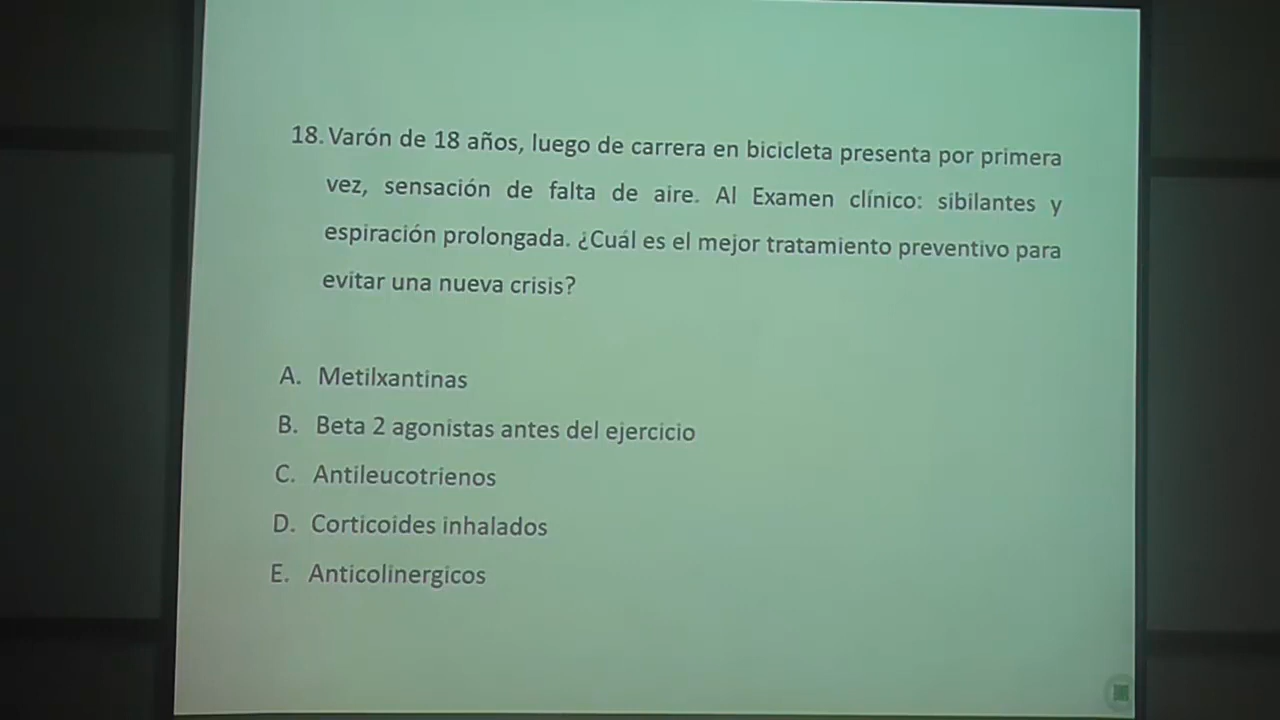 18. Varón de 18 años, luego de carrera en bicicleta presenta por primera
vez, sensación de falta de aire. Al Examen clínico: sibilantes y
espiración prolongada. ¿Cuál es el mejor tratamiento preventivo para
evitar una nueva crisis?
A. Metilxantinas
B. Beta 2 agonistas antes del ejercicio
C. Antileucotrienos
D. Corticoides inhalados
E. Anticolinergicos